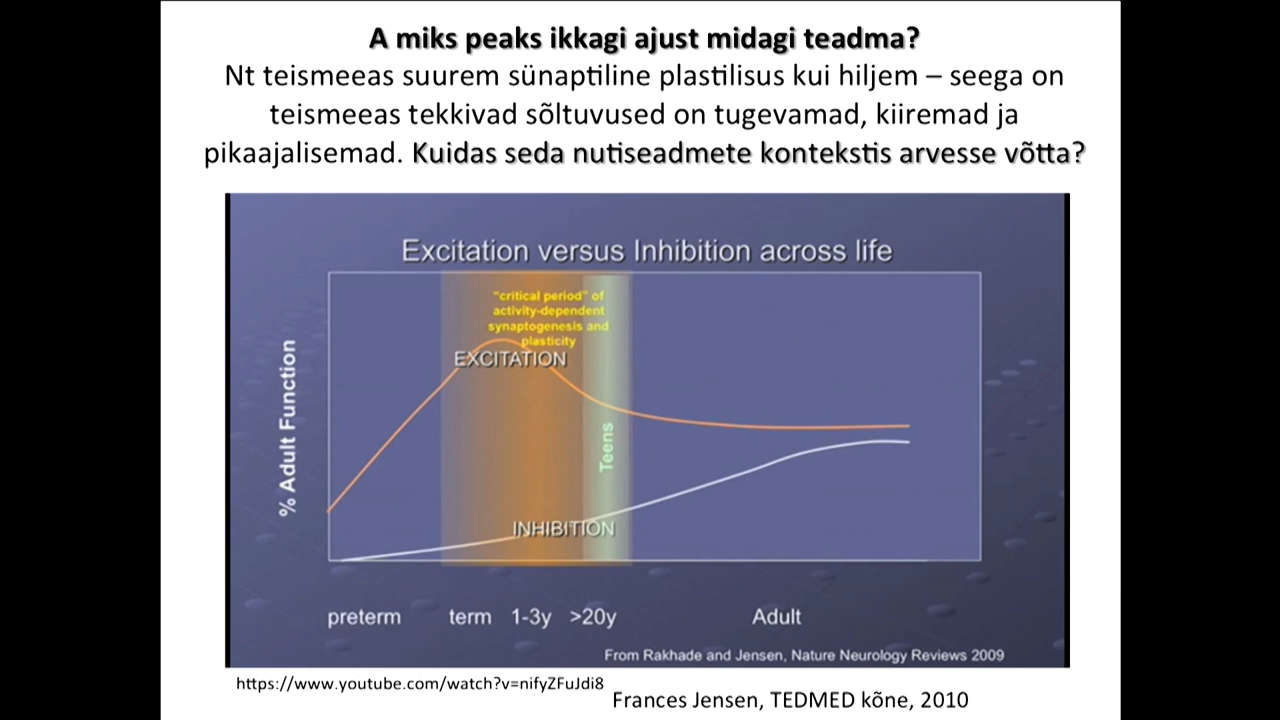 A miks peaks ikkagi ajust midagi teadma?
Nt teismeeas suurem sünaptiline plastilisus kui hiljem – seega on
teismeeas tekkivad sõltuvused on tugevamad, kiiremad ja
pikaajalisemad. Kuidas seda nutiseadmete kontekstis arvesse võtta?
Excitation versus Inhibition across life
"critical period" of
activity-dependent
synaptogenesis and
plasticity
EXCITATION
% Adult Function
Teens
INHIBITION
preterm term 1-3y >20y Adult
From Rakhade and Jensen, Nature Neurology Reviews 2009
https://www.youtube.com/watch?v=nifyZFuJdi8
Frances Jensen, TEDMED kõne, 2010